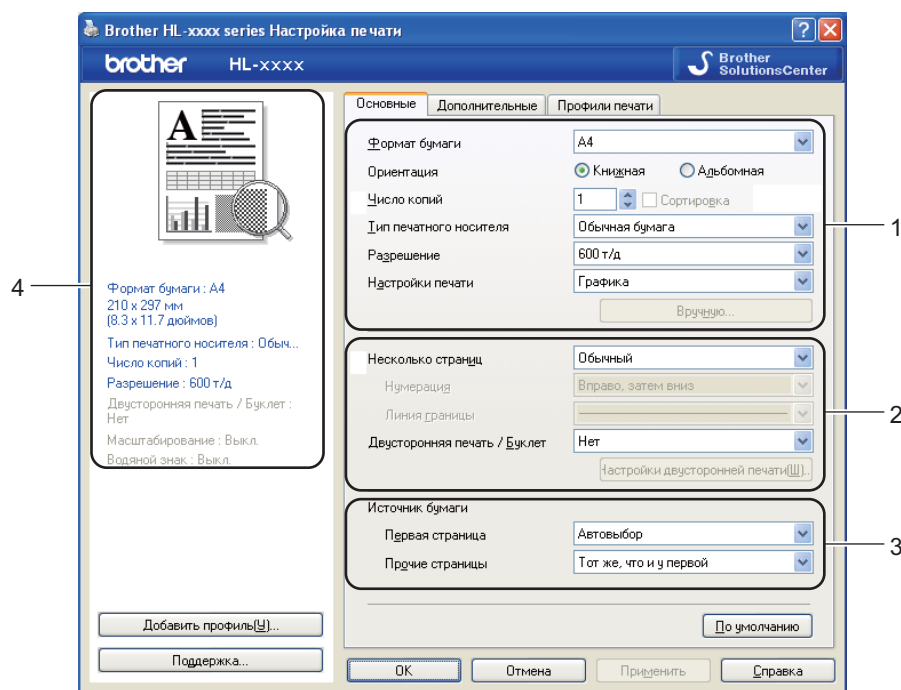 Brother HL-xxxx series Настройка печати
brother HL-xxxx
Brother
SolutionsCenter
A
Формат бумаги : A4
210 x 297 мм
(8.3 x 11.7 дюймов)
Тип печатного носителя : Обыч...
Число копий : 1
Разрешение : 600 т/д
Двусторонняя печать / Буклет :
Нет
Масштабирование : Выкл.
Водяной знак : Выкл.
4
Добавить профиль(У)...
Поддержка...
Основные Дополнительные Профили печати
Формат бумаги A4
Ориентация Книжная Альбомная
Число копий 1 Сортировка
Тип печатного носителя Обычная бумага
1
Разрешение 600 т/д
Настройки печати Графика
Вручную...
Несколько страниц Обычный
Нумерация Вправо, затем вниз
Линия границы
2
Двусторонняя печать / Буклет Нет
Настройки двусторонней печати(Ш)..
Источник бумаги
Первая страница Автовыбор
3
Прочие страницы Тот же, что и у первой
По умолчанию
OK Отмена Применить Справка